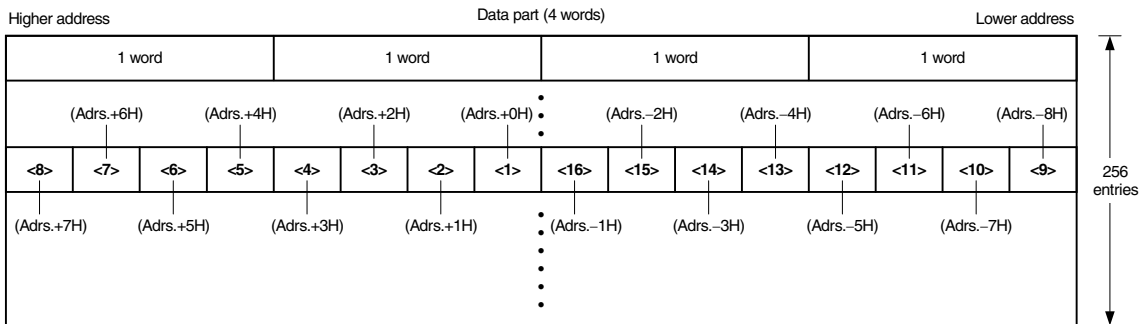 Higher address Data part (4 words) Lower address
1 word 1 word 1 word 1 word
(Adrs.+6H) (Adrs.+4H) (Adrs.+2H) (Adrs.+0H) (Adrs.−2H) (Adrs.−4H) (Adrs.−6H) (Adrs.−8H)
<8> <7> <6> <5> <4> <3> <2> <1> <16> <15> <14> <13> <12> <11> <10> <9>
256
entries
(Adrs.+7H) (Adrs.+5H) (Adrs.+3H) (Adrs.+1H) (Adrs.−1H) (Adrs.−3H) (Adrs.−5H) (Adrs.−7H)